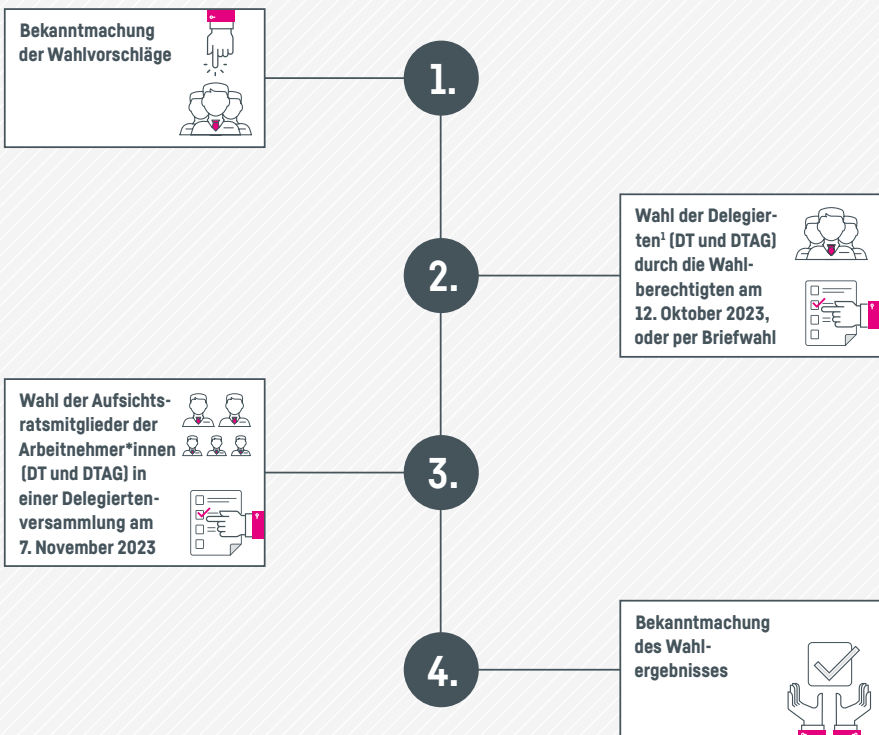 Bekanntmachung
der Wahlvorschläge
1.
Wahl der Delegier-
ten¹ (DT und DTAG)
durch die Wahl-
berechtigten am
12. Oktober 2023,
oder per Briefwahl
2.
Wahl der Aufsichts-
ratsmitglieder der
Arbeitnehmer*innen
(DT und DTAG) in
einer Delegierten-
versammlung am
7. November 2023
3.
Bekanntmachung
des Wahl-
ergebnisses
4.